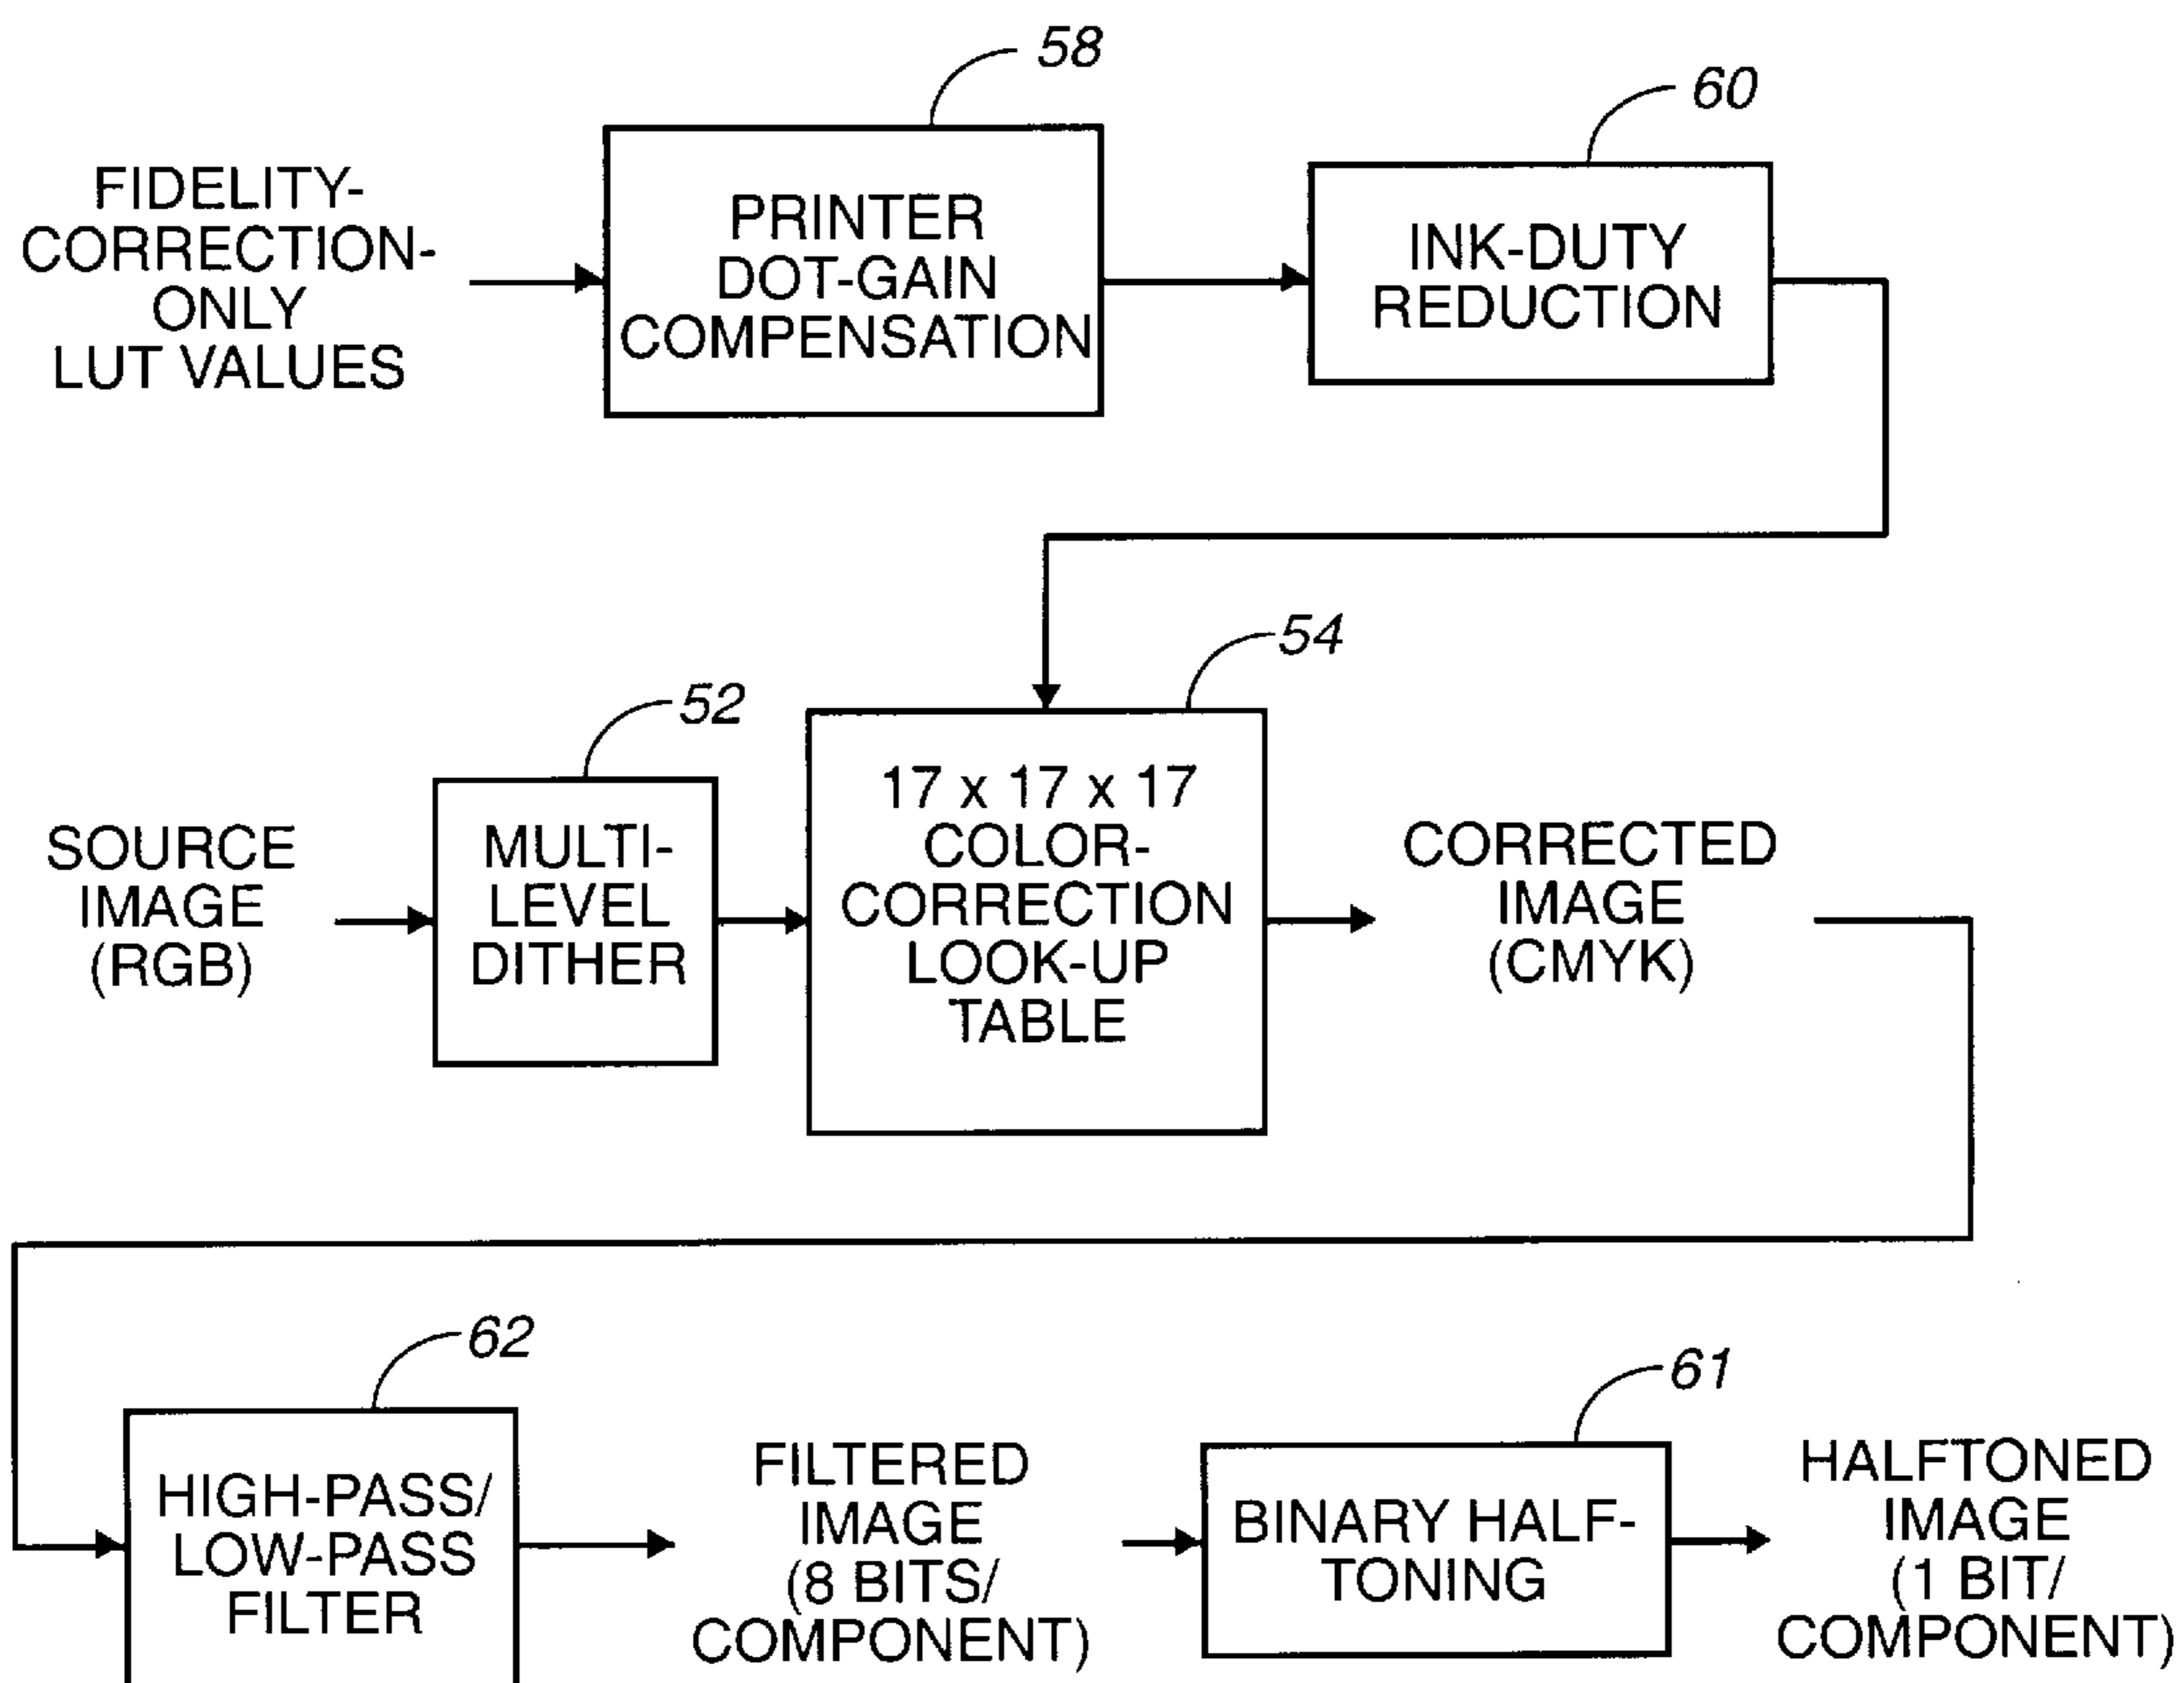 58
60
FIDELITY-
CORRECTION-
ONLY
LUT VALUES
PRINTER
DOT-GAIN
COMPENSATION
INK-DUTY
REDUCTION
54
52
SOURCE
IMAGE
(RGB)
MULTI-
LEVEL
DITHER
17 x 17 x 17
COLOR-
CORRECTION
LOOK-UP
TABLE
CORRECTED
IMAGE
(CMYK)
62
61
HIGH-PASS/
LOW-PASS
FILTER
FILTERED
IMAGE
(8 BITS/
COMPONENT)
BINARY HALF-
TONING
HALFTONED
IMAGE
(1 BIT/
COMPONENT)